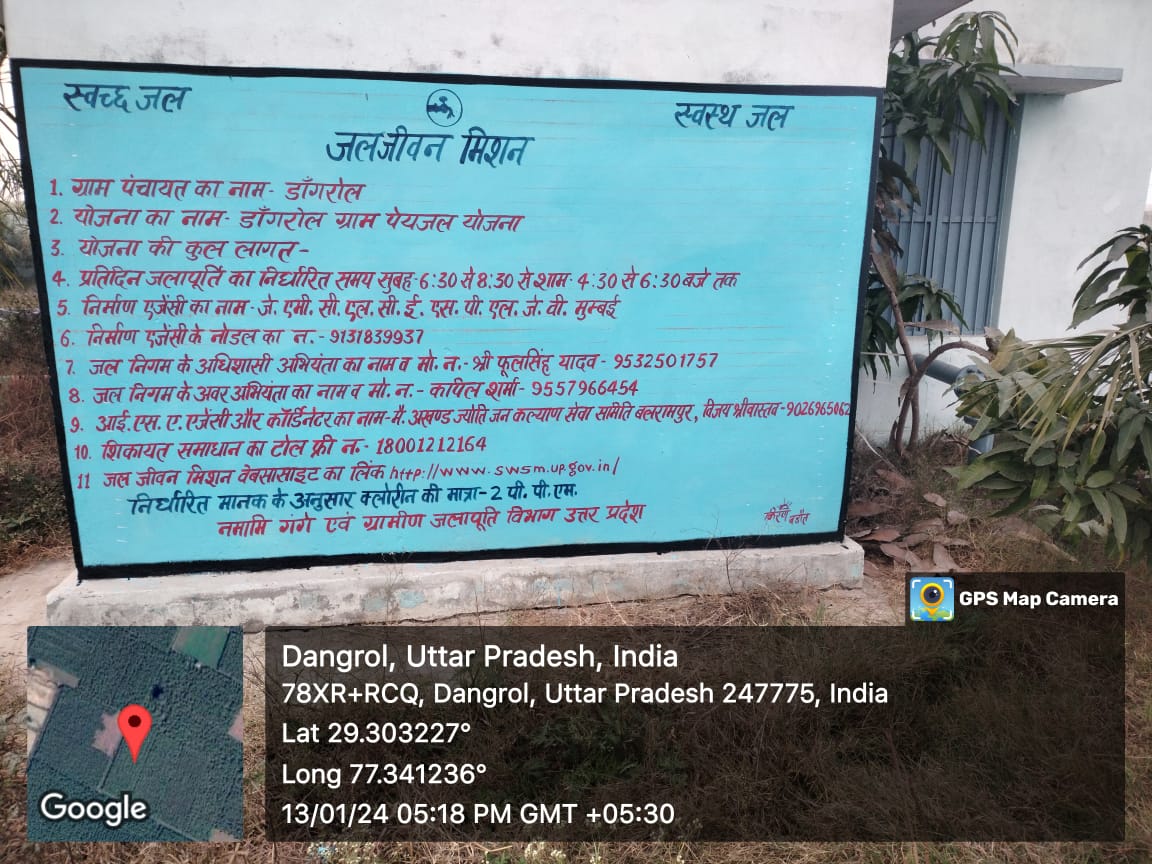 स्वच्छ जल
स्वस्थ जल
जलजीवन मिशन
1. ग्राम पंचायत का नाम- डाँगरोल
2. योजना का नाम- डाँगरोल ग्राम पेयजल योजना
3. योजना की कुल लागत-
4. प्रतिदिन जलापूर्ति का निर्धारित समय सुबह-6:30 से 8:30 से शाम- 4:30 से 6:30 बजे तक
5. निर्माण एजेंसी का नाम- जे. एमी. सी. एल. सी. ई. एस. पी. एल. जे. वी. मुम्बई
6. निर्माण एजेंसी के नोडल का न.- 9131839937
7. जल निगम के अधिशासी अभियंता का नाम व मो. न.- श्री फूलसिंह यादव- 9532501757
8. जल निगम के अवर अभियंता का नाम व मो. न.- कपिल शर्मा- 9557966454
9. आई. एस. ए. एजेंसी और कॉर्डिनेटर का नाम-मै. अखण्ड ज्योति जन कल्याण सेवा समिति बलरामपुर, विजय श्रीवास्तव-9026965062
10. शिकायत समाधान का टोल फ्री न.- 18001212164
11 जल जीवन मिशन वेबसासाइट का लिंक http://www.swsm.up.gov.in/
निर्धारित मानक के अनुसार क्लोरीन की मात्रा-2 पी. पी. एम.
नमामि गंगे एवं ग्रामीण जलापूर्ति विभाग उत्तर प्रदेश
GPS Map Camera
Dangrol, Uttar Pradesh, India
78XR+RCQ, Dangrol, Uttar Pradesh 247775, India
Lat 29.303227°
Long 77.341236°
13/01/24 05:18 PM GMT +05:30
Google